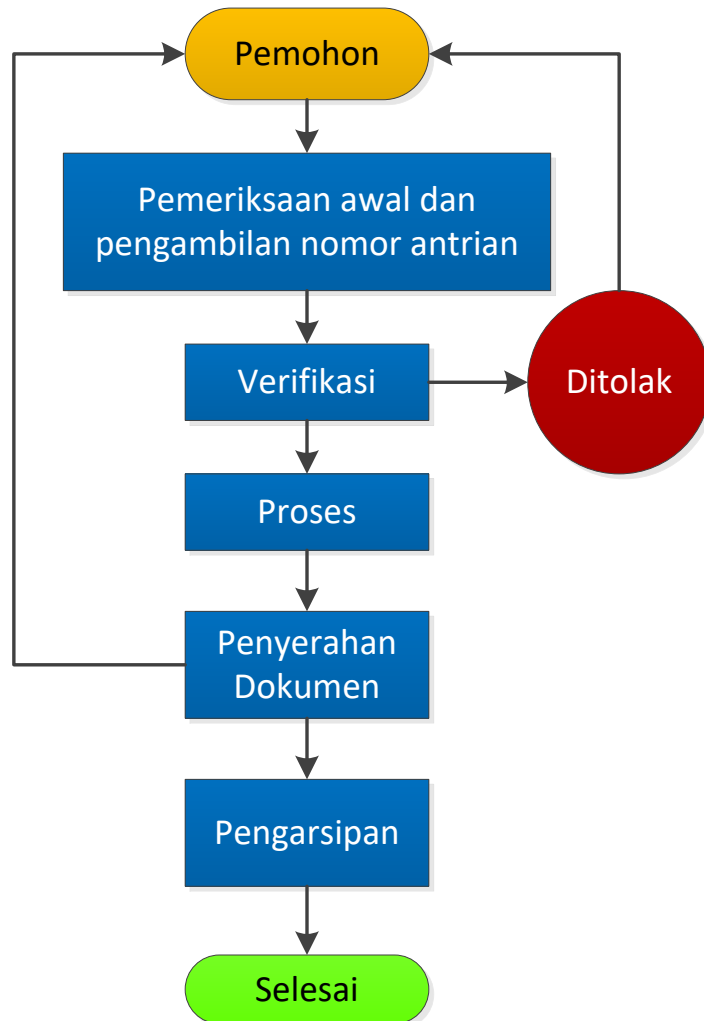 Pemohon
Pemeriksaan awal dan
pengambilan nomor antrian
Verifikasi
Ditolak
Proses
Penyerahan
Dokumen
Pengarsipan
Selesai